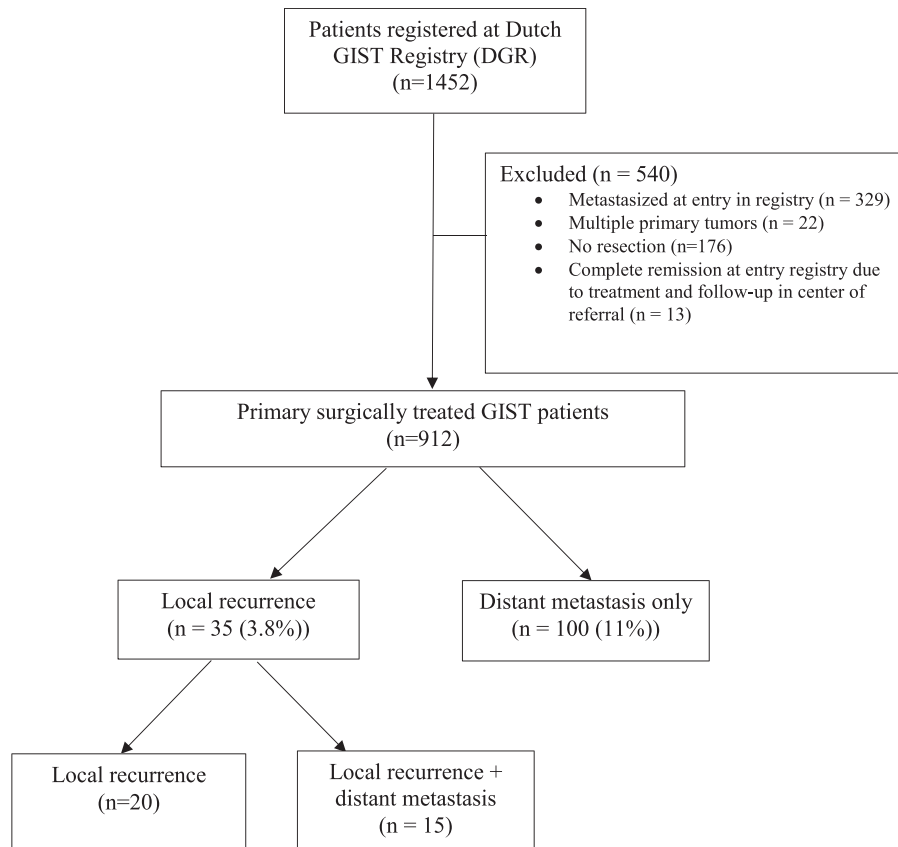 Patients registered at Dutch
GIST Registry (DGR)
(n=1452)
Excluded (n = 540)
• Metastasized at entry in registry (n = 329)
• Multiple primary tumors (n = 22)
• No resection (n=176)
• Complete remission at entry registry due
to treatment and follow-up in center of
referral (n = 13)
Primary surgically treated GIST patients
(n=912)
Local recurrence
(n = 35 (3.8%))
Distant metastasis only
(n = 100 (11%))
Local recurrence
(n=20)
Local recurrence +
distant metastasis
(n = 15)